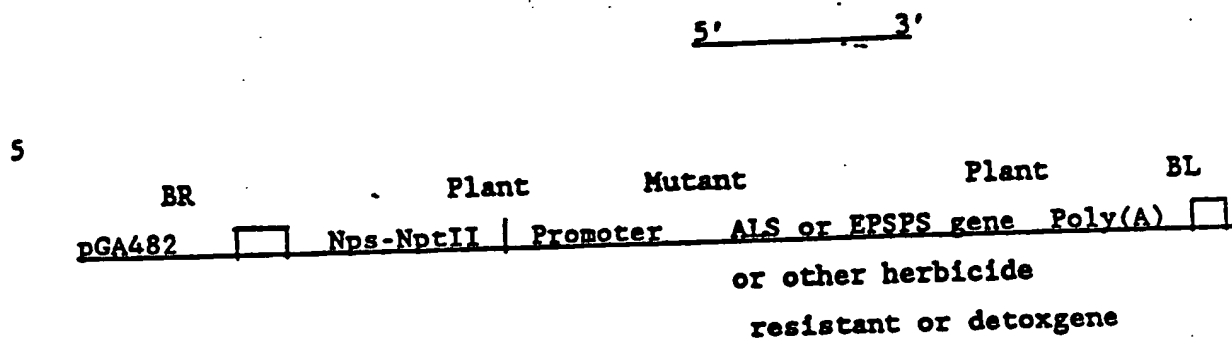 5' 3'
5
BR Plant Mutant Plant BL
pGA482 Nps-NptII Promoter ALS or EPSPS gene Poly(A)
or other herbicide
resistant or detoxgene